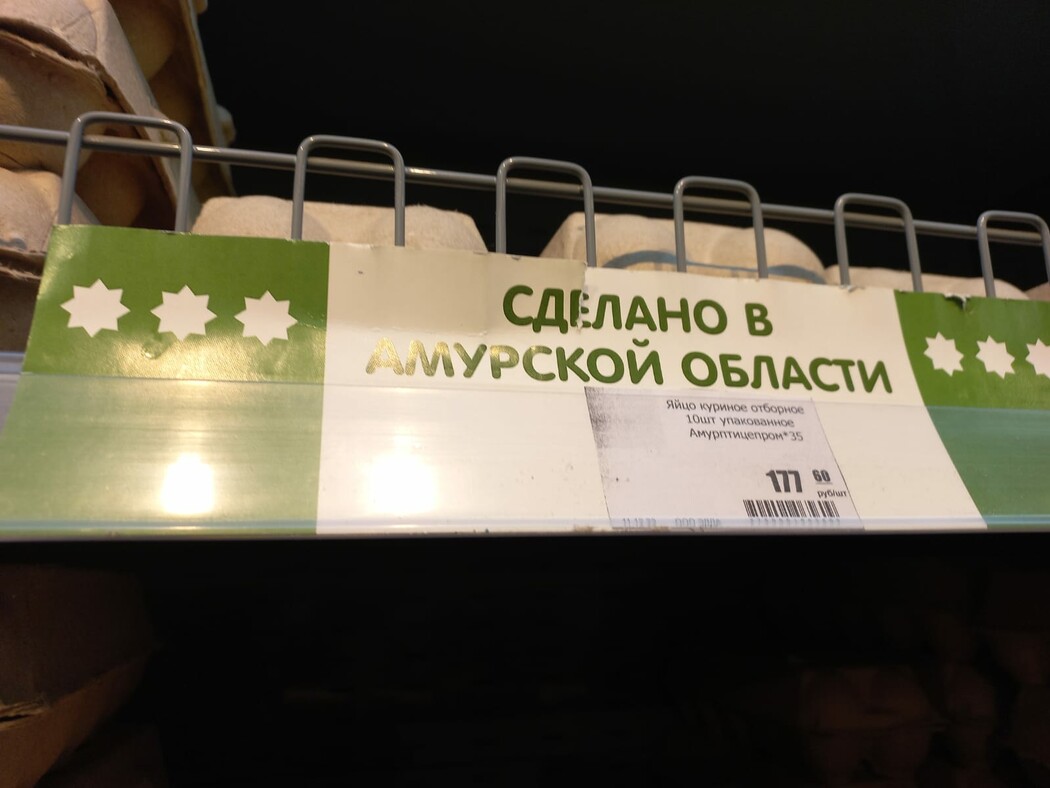 СДЕЛАНО В
АМУРСКОЙ ОБЛАСТИ
Яйцо куриное отборное
10шт упакованное
Амурптицепром*35
177 60
руб/шт